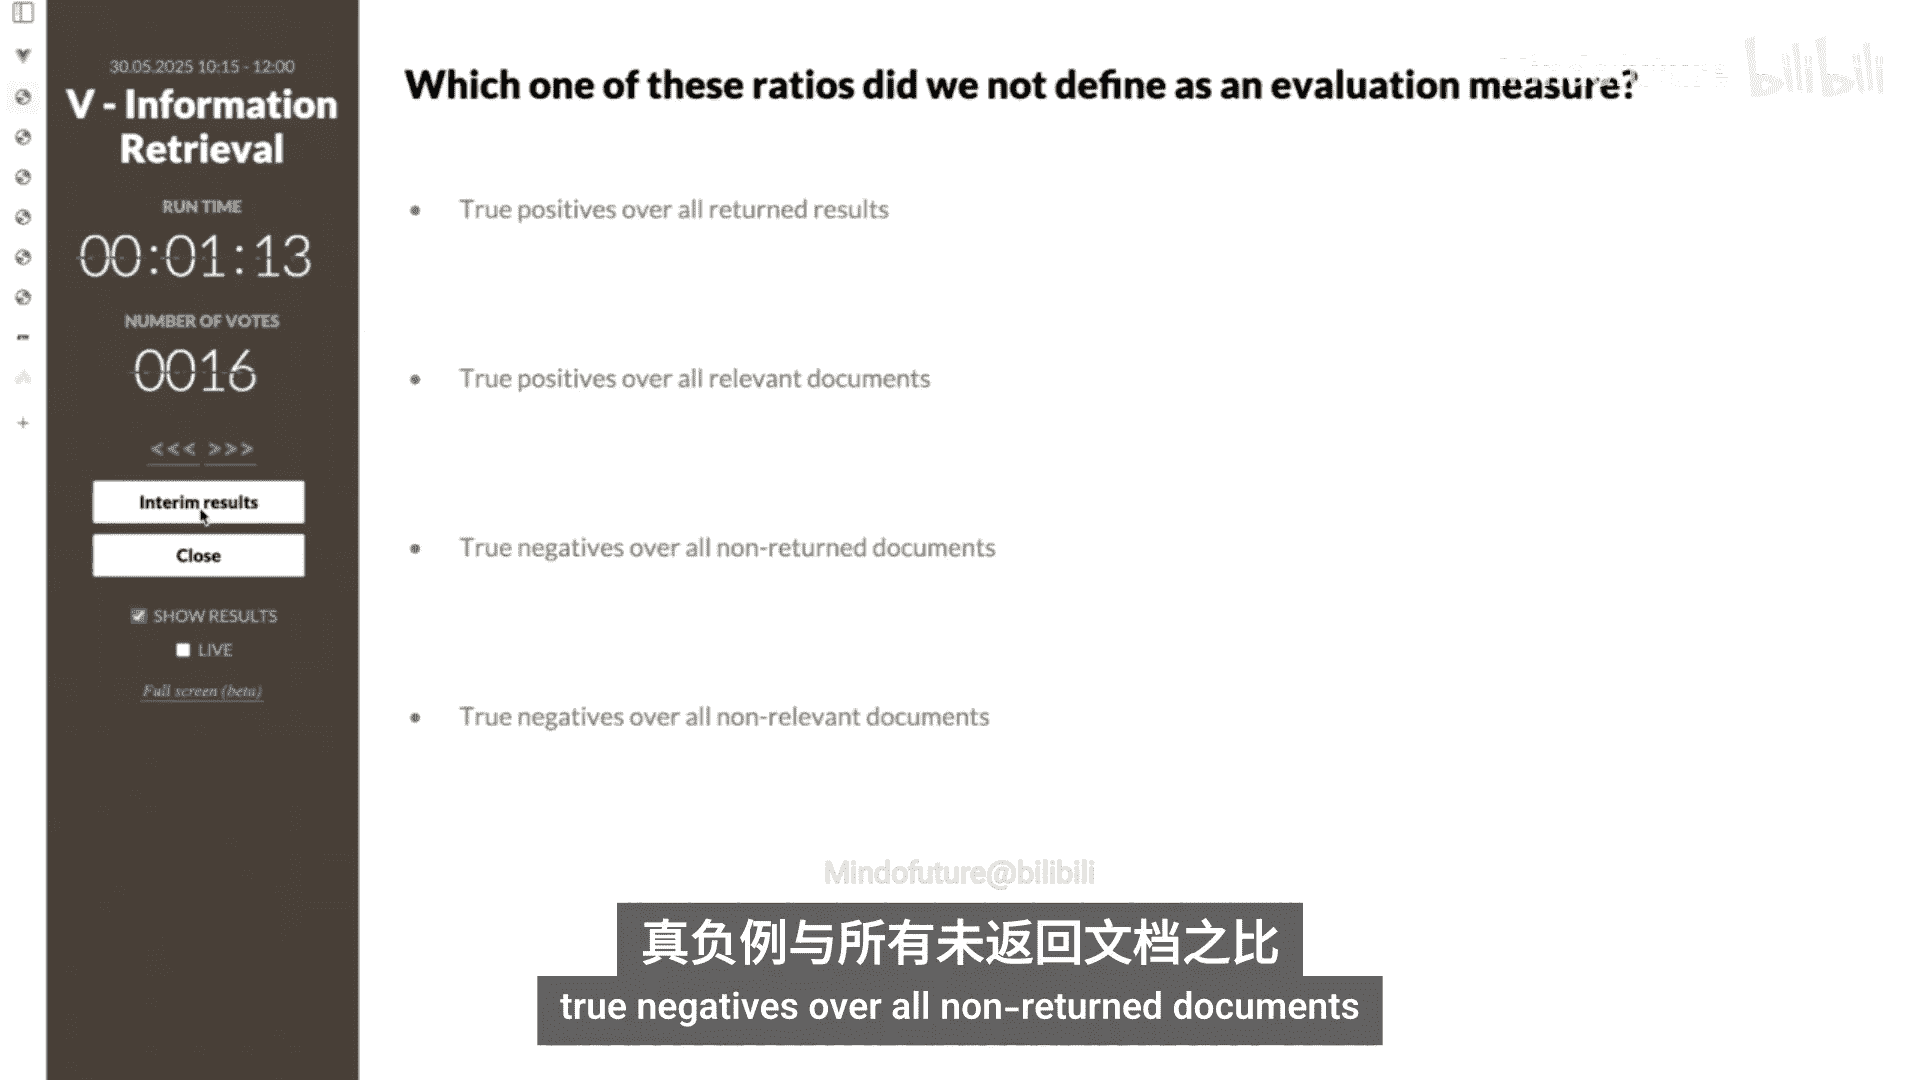 30.05.2025 10:15 - 12:00
V - Information
Retrieval
RUN TIME
00:01:13
NUMBER OF VOTES
0016
<<< >>>
Interim results
Close
SHOW RESULTS
LIVE
Full screen (beta)
Which one of these ratios did we not define as an evaluation measure?
bilibili
• True positives over all returned results
• True positives over all relevant documents
• True negatives over all non-returned documents
• True negatives over all non-relevant documents
Mindofuture@bilibili
真负例与所有未返回文档之比
true negatives over all non-returned documents